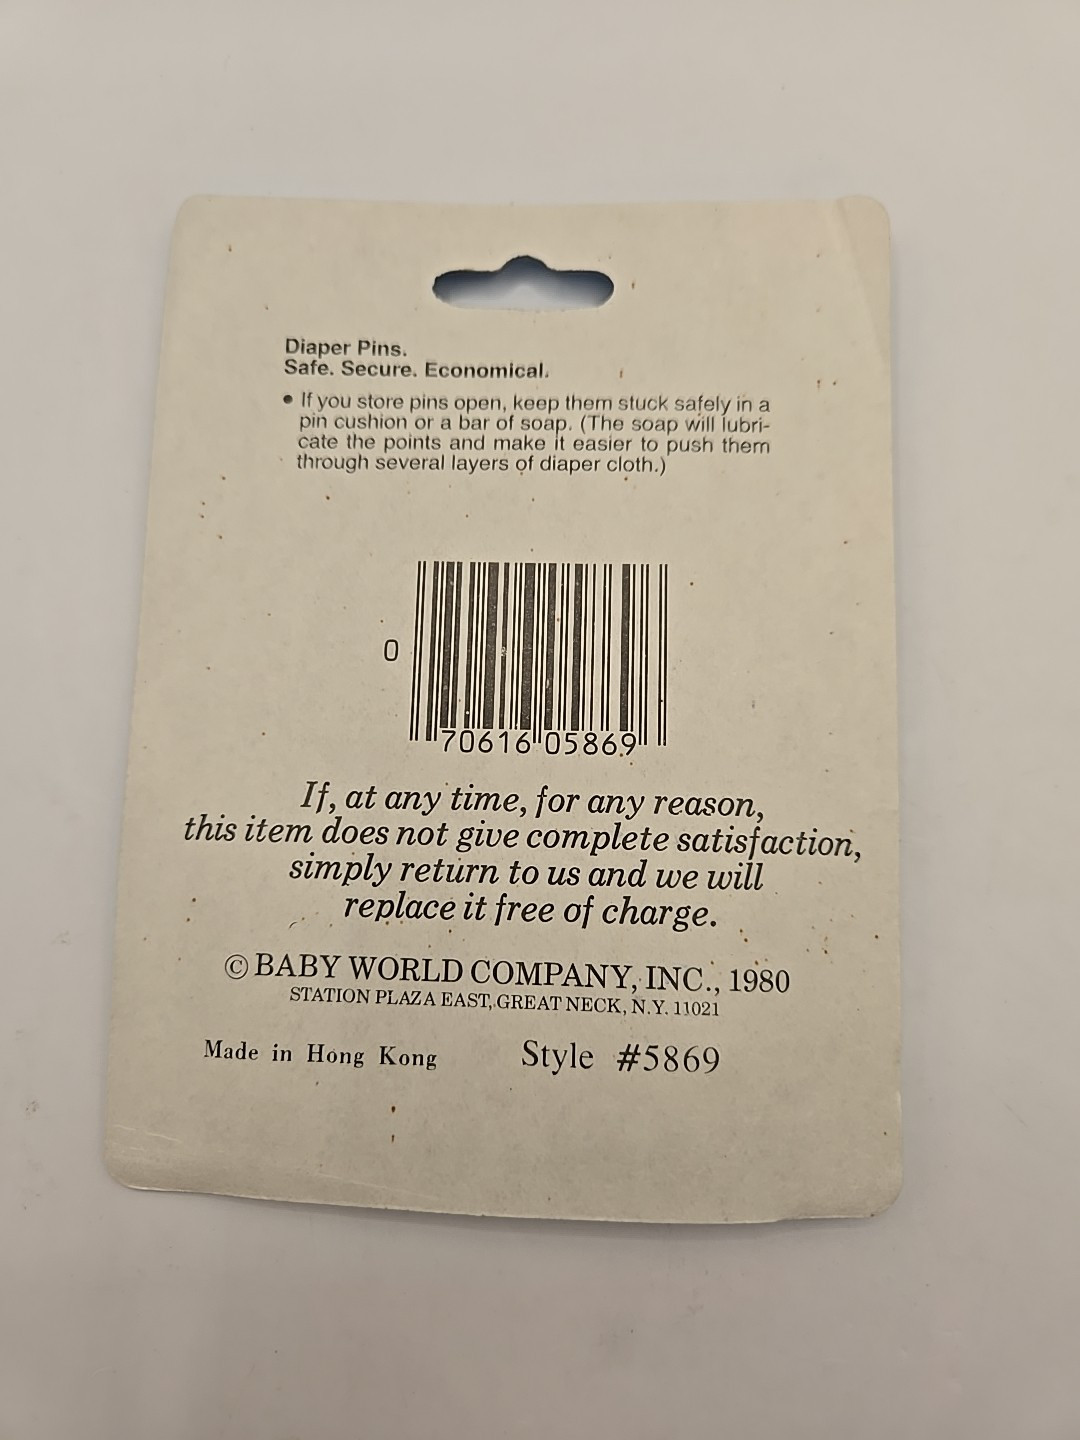 Diaper Pins.
Safe. Secure. Economical.
• If you store pins open, keep them stuck safely in a
pin cushion or a bar of soap. (The soap will lubri-
cate the points and make it easier to push them
through several layers of diaper cloth.)
0
70616 05869
If, at any time, for any reason,
this item does not give complete satisfaction,
simply return to us and we will
replace it free of charge.
© BABY WORLD COMPANY, INC., 1980
STATION PLAZA EAST, GREAT NECK, N.Y. 11021
Made in Hong Kong Style #5869